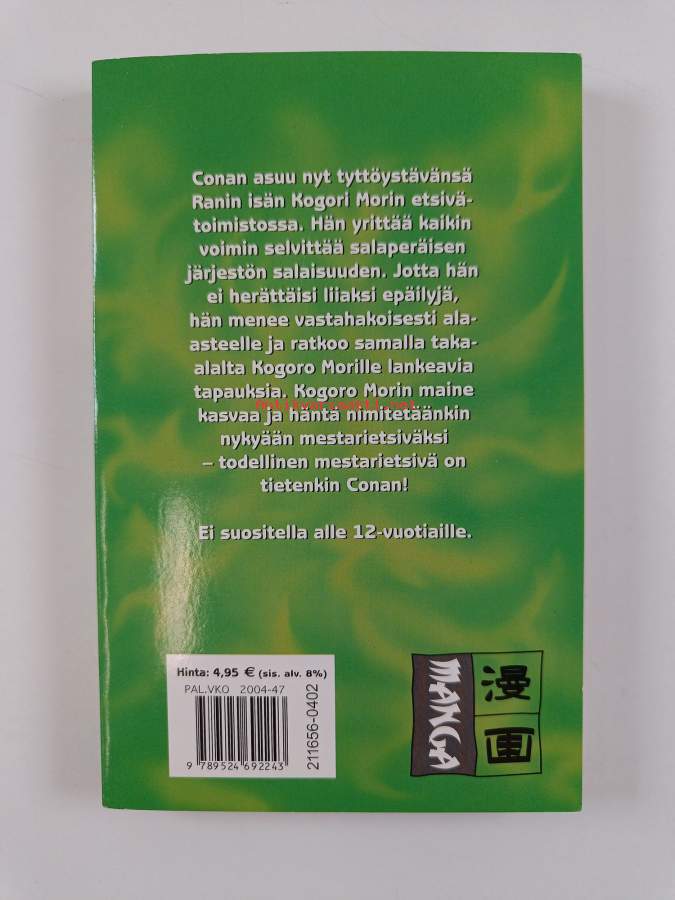 Conan asuu nyt tyttöystävänsä
Ranin isän Kogori Morin etsivä-
toimistossa. Hän yrittää kaikin
voimin selvittää salaperäisen
järjestön salaisuuden. Jotta hän
ei herättäisi liiaksi epäilyjä,
hän menee vastahakoisesti ala-
asteelle ja ratkoo samalla taka-
alalta Kogoro Morille lankeavia
tapauksia. Kogoro Morin maine
Antikvariaatti.net
kasvaa ja häntä nimitetäänkin
nykyään mestarietsiväksi
– todellinen mestarietsivä on
tietenkin Conan!
Ei suositella alle 12-vuotiaille.
Hinta: 4,95 € (sis. alv. 8%)
PAL.VKO 2004-47
9 789524 692243
211656-0402
MANGA
漫
画